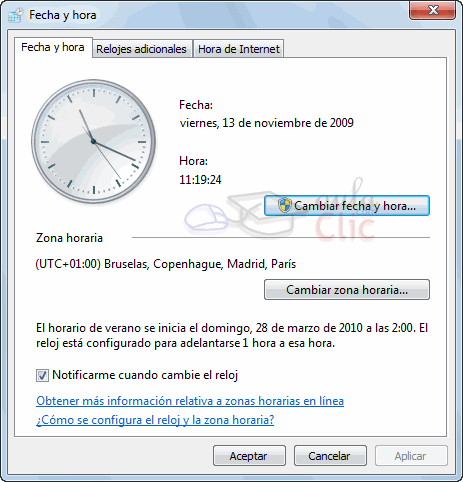 Fecha y hora
Fecha y hora
Relojes adicionales
Hora de Internet
Fecha:
viernes, 13 de noviembre de 2009
Hora:
11:19:24
Cambiar fecha y hora...
aulaClic
Zona horaria
(UTC+01:00) Bruselas, Copenhague, Madrid, París
Cambiar zona horaria...
El horario de verano se inicia el domingo, 28 de marzo de 2010 a las 2:00. El
reloj está configurado para adelantarse 1 hora a esa hora.
Notificarme cuando cambie el reloj
Obtener más información relativa a zonas horarias en línea
¿Cómo se configura el reloj y la zona horaria?
Aceptar
Cancelar
Aplicar